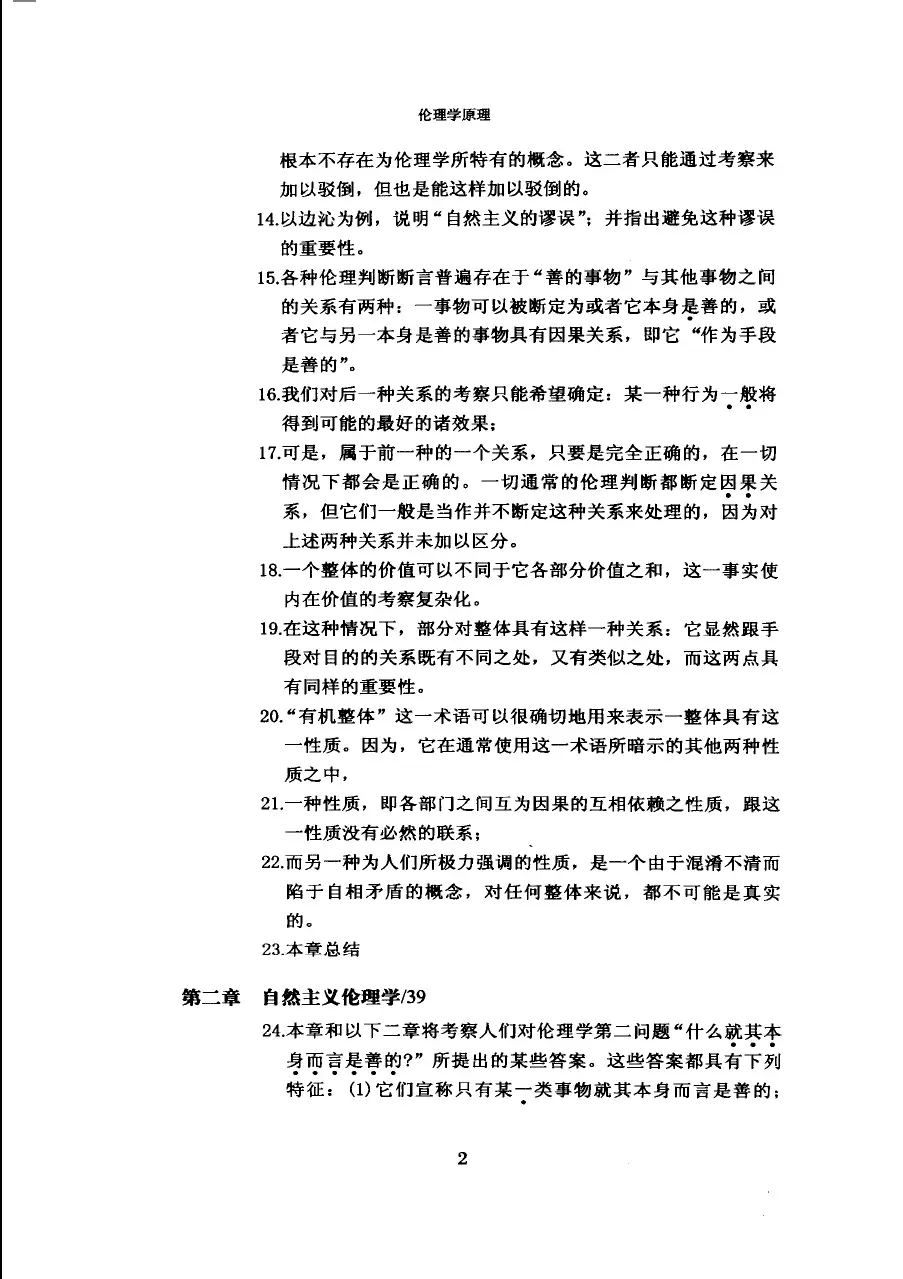 伦理学原理
根本不存在为伦理学所特有的概念。这二者只能通过考察来
加以驳倒，但也是能这样加以驳倒的。
14.以边沁为例，说明“自然主义的谬误”；并指出避免这种谬误
的重要性。
15.各种伦理判断断言普遍存在于“善的事物”与其他事物之间
的关系有两种：一事物可以被断定为或者它本身是善的，或
者它与另一本身是善的事物具有因果关系，即它“作为手段
是善的”。
16.我们对后一种关系的考察只能希望确定：某一种行为一般将
得到可能的最好的诸效果；
17.可是，属于前一种的一个关系，只要是完全正确的，在一切
情况下都会是正确的。一切通常的伦理判断都断定因果关
系，但它们一般是当作并不断定这种关系来处理的，因为对
上述两种关系并未加以区分。
18.一个整体的价值可以不同于它各部分价值之和，这一事实使
内在价值的考察复杂化。
19.在这种情况下，部分对整体具有这样一种关系：它显然跟手
段对目的的关系既有不同之处，又有类似之处，而这两点具
有同样的重要性。
20.“有机整体”这一术语可以很确切地用来表示一整体具有这
一性质。因为，它在通常使用这一术语所暗示的其他两种性
质之中，
21.一种性质，即各部门之间互为因果的互相依赖之性质，跟这
一性质没有必然的联系；
22.而另一种为人们所极力强调的性质，是一个由于混淆不清而
陷于自相矛盾的概念，对任何整体来说，都不可能是真实
的。
23.本章总结
第二章 自然主义伦理学/39
24.本章和以下二章将考察人们对伦理学第二问题“什么就其本
身而言是善的?”所提出的某些答案。这些答案都具有下列
特征：(1)它们宣称只有某一类事物就其本身而言是善的；
2